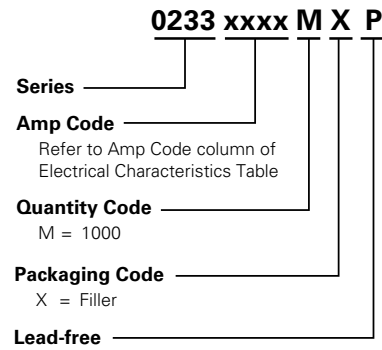 0233 xxxx M X P
Series
Amp Code
Refer to Amp Code column of
Electrical Characteristics Table
Quantity Code
M = 1000
Packaging Code
X = Filler
Lead-free